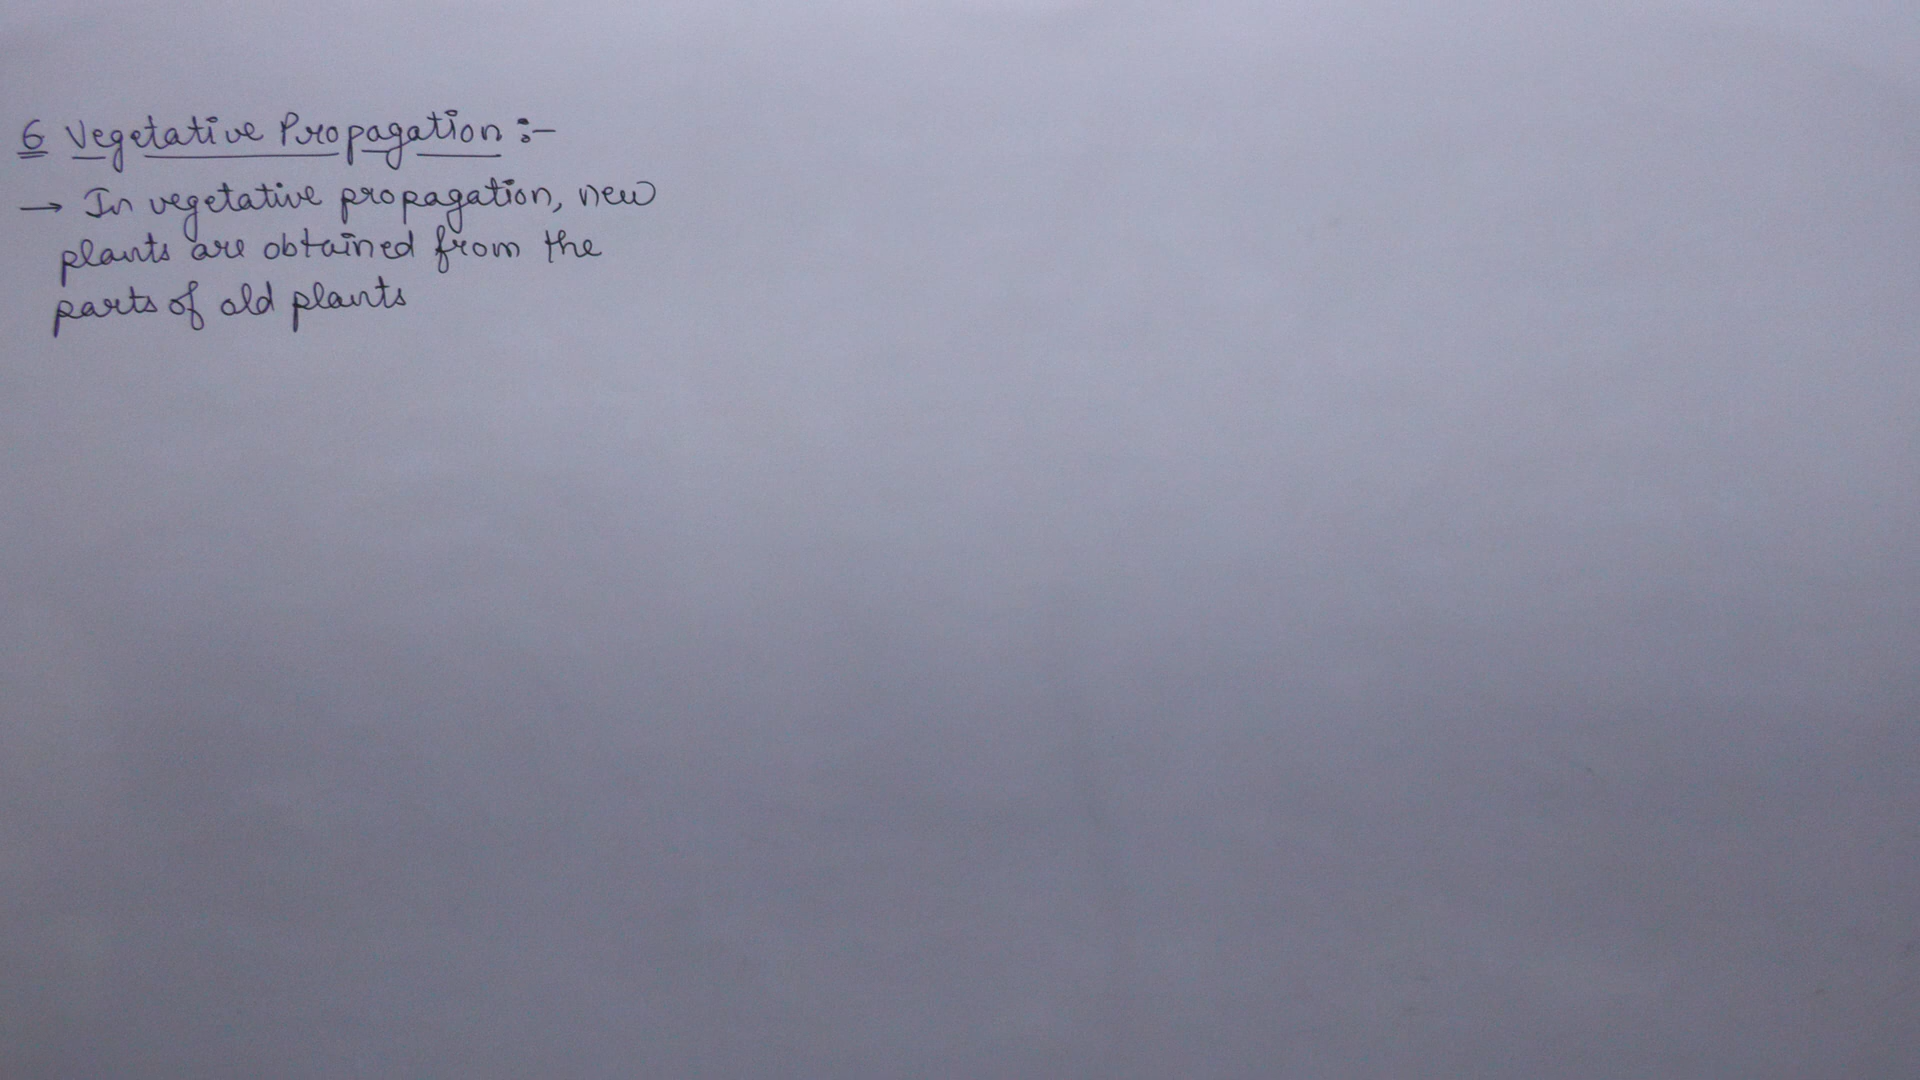 6 Vegetative Propagation :-
→ In vegetative propagation, new
plants are obtained from the
parts of old plants